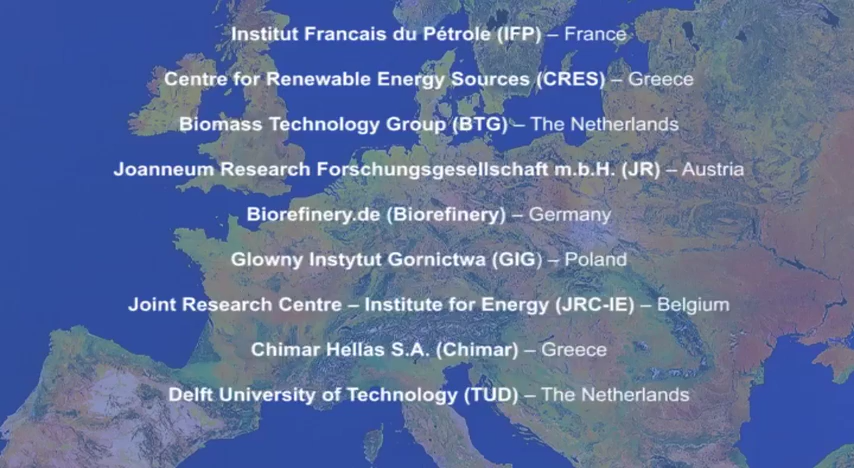 Institut Francais du Pétrole (IFP) – France
Centre for Renewable Energy Sources (CRES) – Greece
Biomass Technology Group (BTG) – The Netherlands
Joanneum Research Forschungsgesellschaft m.b.H. (JR) – Austria
Biorefinery.de (Biorefinery) – Germany
Glowny Instytut Gornictwa (GIG) – Poland
Joint Research Centre – Institute for Energy (JRC-IE) – Belgium
Chimar Hellas S.A. (Chimar) – Greece
Delft University of Technology (TUD) – The Netherlands